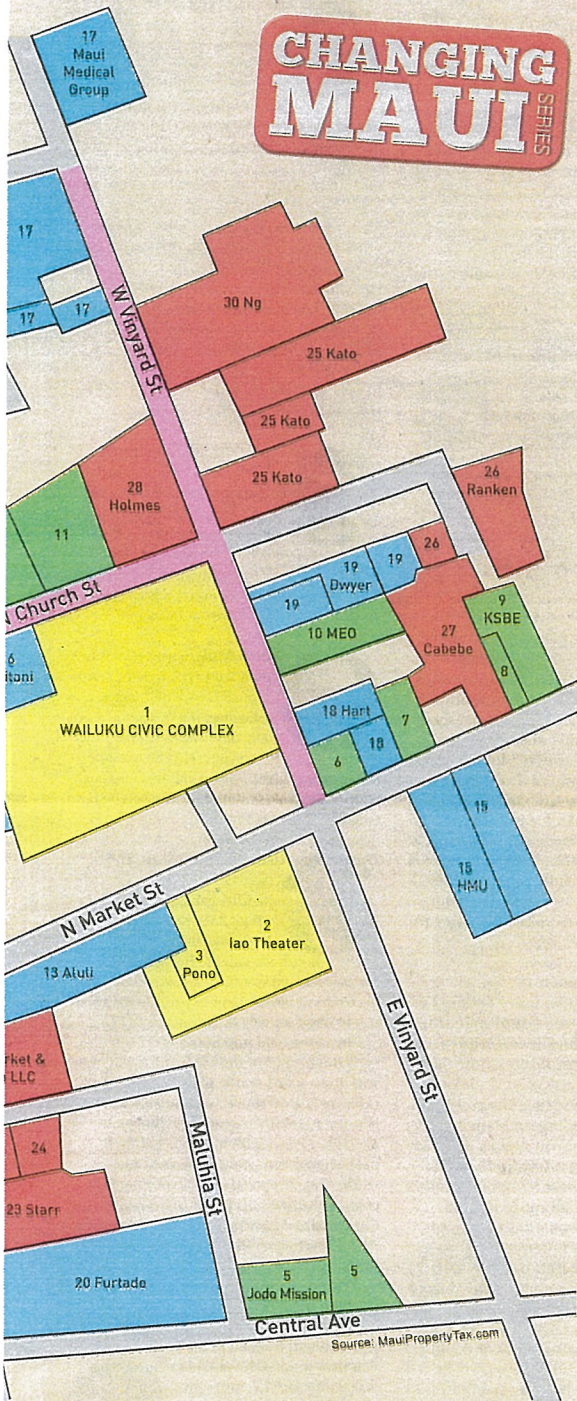 17
Maui
Medical
Group
CHANGING
MAUI
SERIES
17
17
17
W Vinyard St
30 Ng
25 Kato
25 Kato
25 Kato
28
Holmes
11
26
Ranken
N Church St
19
Dwyer
19
26
19
10 MEO
27
Cabebe
9
KSBE
8
6
itani
1
WAILUKU CIVIC COMPLEX
18 Hart
7
6
18
15
15
HMU
N Market St
2
Iao Theater
3
Pono
13 Aluli
E Vinyard St
rket &
LLC
Maluhia St
24
23 Starr
20 Furtado
5
Jodo Mission
5
Central Ave
Source: MauiPropertyTax.com